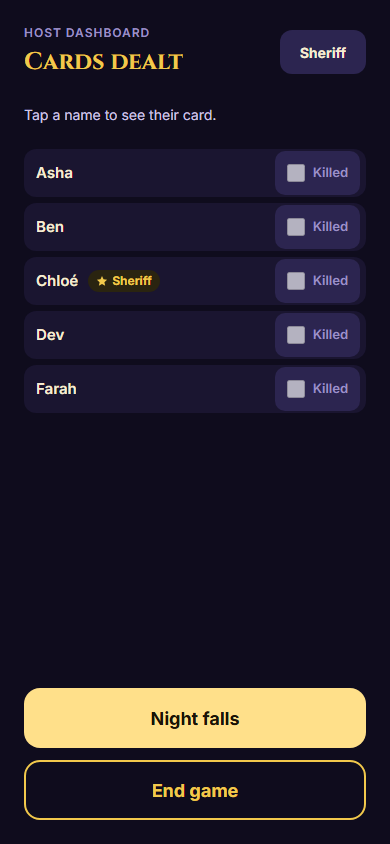 HOST DASHBOARD
Cards dealt
Sheriff
Tap a name to see their card.
Asha Killed
Ben Killed
Chloé Sheriff Killed
Dev Killed
Farah Killed
Night falls
End game